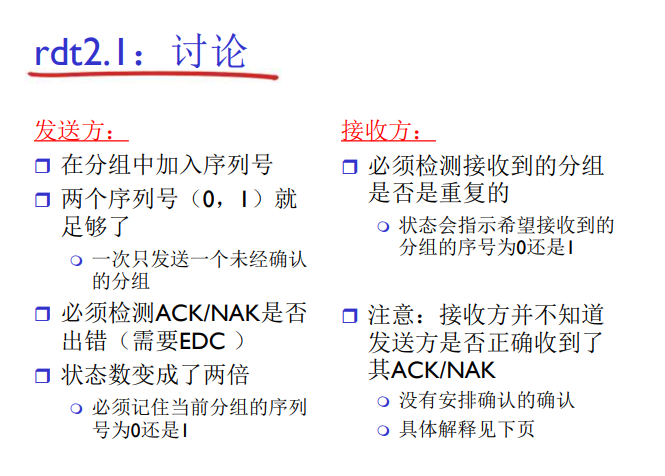 rdt2.1：讨论
发送方：
在分组中加入序列号
两个序列号（0，1）就
足够了
一次只发送一个未经确认
的分组
必须检测ACK/NAK是否
出错（需要EDC ）
状态数变成了两倍
必须记住当前分组的序列
号为0还是1
接收方：
必须检测接收到的分组
是否是重复的
状态会指示希望接收到的
分组的序号为0还是1
注意：接收方并不知道
发送方是否正确收到了
其ACK/NAK
没有安排确认的确认
具体解释见下页